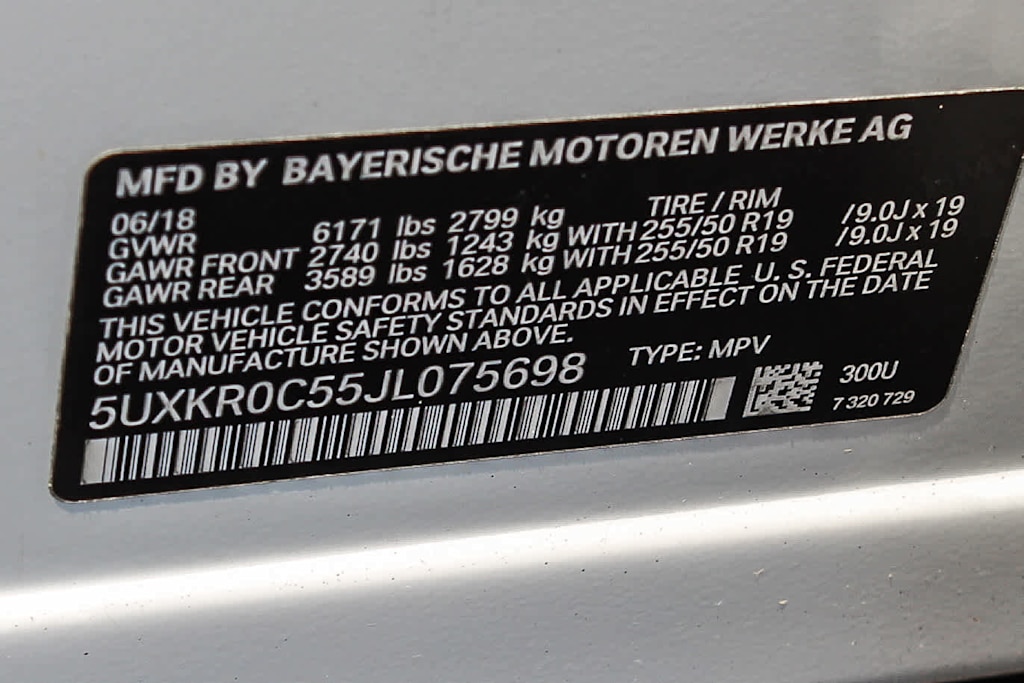 MFD BY BAYERISCHE MOTOREN WERKE AG
06/18 TIRE / RIM
GVWR 6171 lbs 2799 kg
GAWR FRONT 2740 lbs 1243 kg WITH 255/50 R19 /9.0J x 19
GAWR REAR 3589 lbs 1628 kg WITH 255/50 R19 /9.0J x 19
THIS VEHICLE CONFORMS TO ALL APPLICABLE U. S. FEDERAL
MOTOR VEHICLE SAFETY STANDARDS IN EFFECT ON THE DATE
OF MANUFACTURE SHOWN ABOVE.
5UXKR0C55JL075698 TYPE: MPV
300U
7 320 729